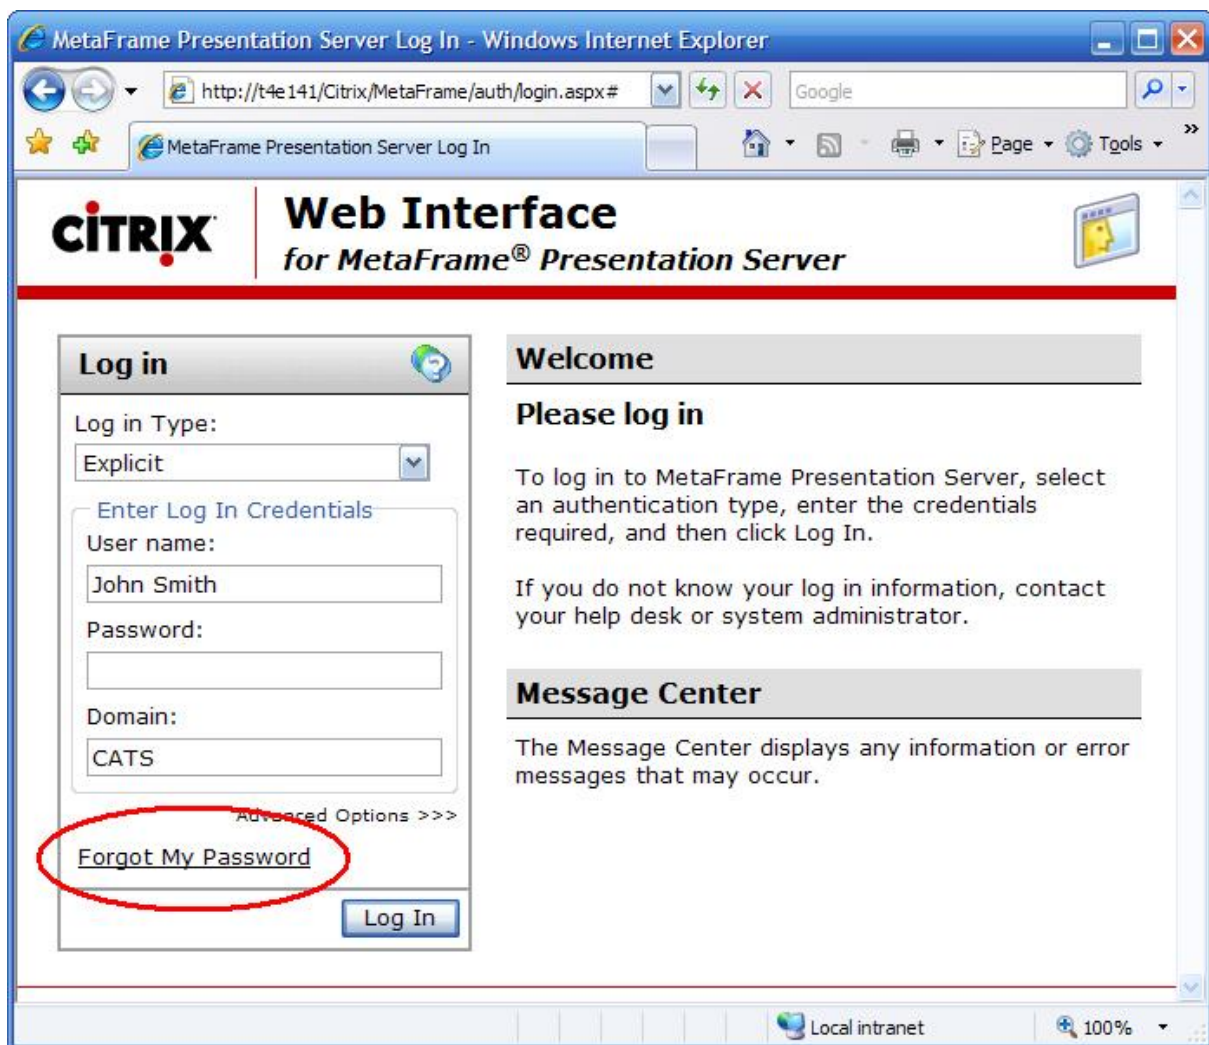 MetaFrame Presentation Server Log In - Windows Internet Explorer
http://t4e141/Citrix/MetaFrame/auth/login.aspx#
Google
MetaFrame Presentation Server Log In
Page
Tools
»
CITRIX
Web Interface
for MetaFrame® Presentation Server
Log in
Log in Type:
Explicit
Enter Log In Credentials
User name:
John Smith
Password:
Domain:
CATS
Advanced Options >>>
Forgot My Password
Log In
Welcome
Please log in
To log in to MetaFrame Presentation Server, select
an authentication type, enter the credentials
required, and then click Log In.
If you do not know your log in information, contact
your help desk or system administrator.
Message Center
The Message Center displays any information or error
messages that may occur.
Local intranet
100%